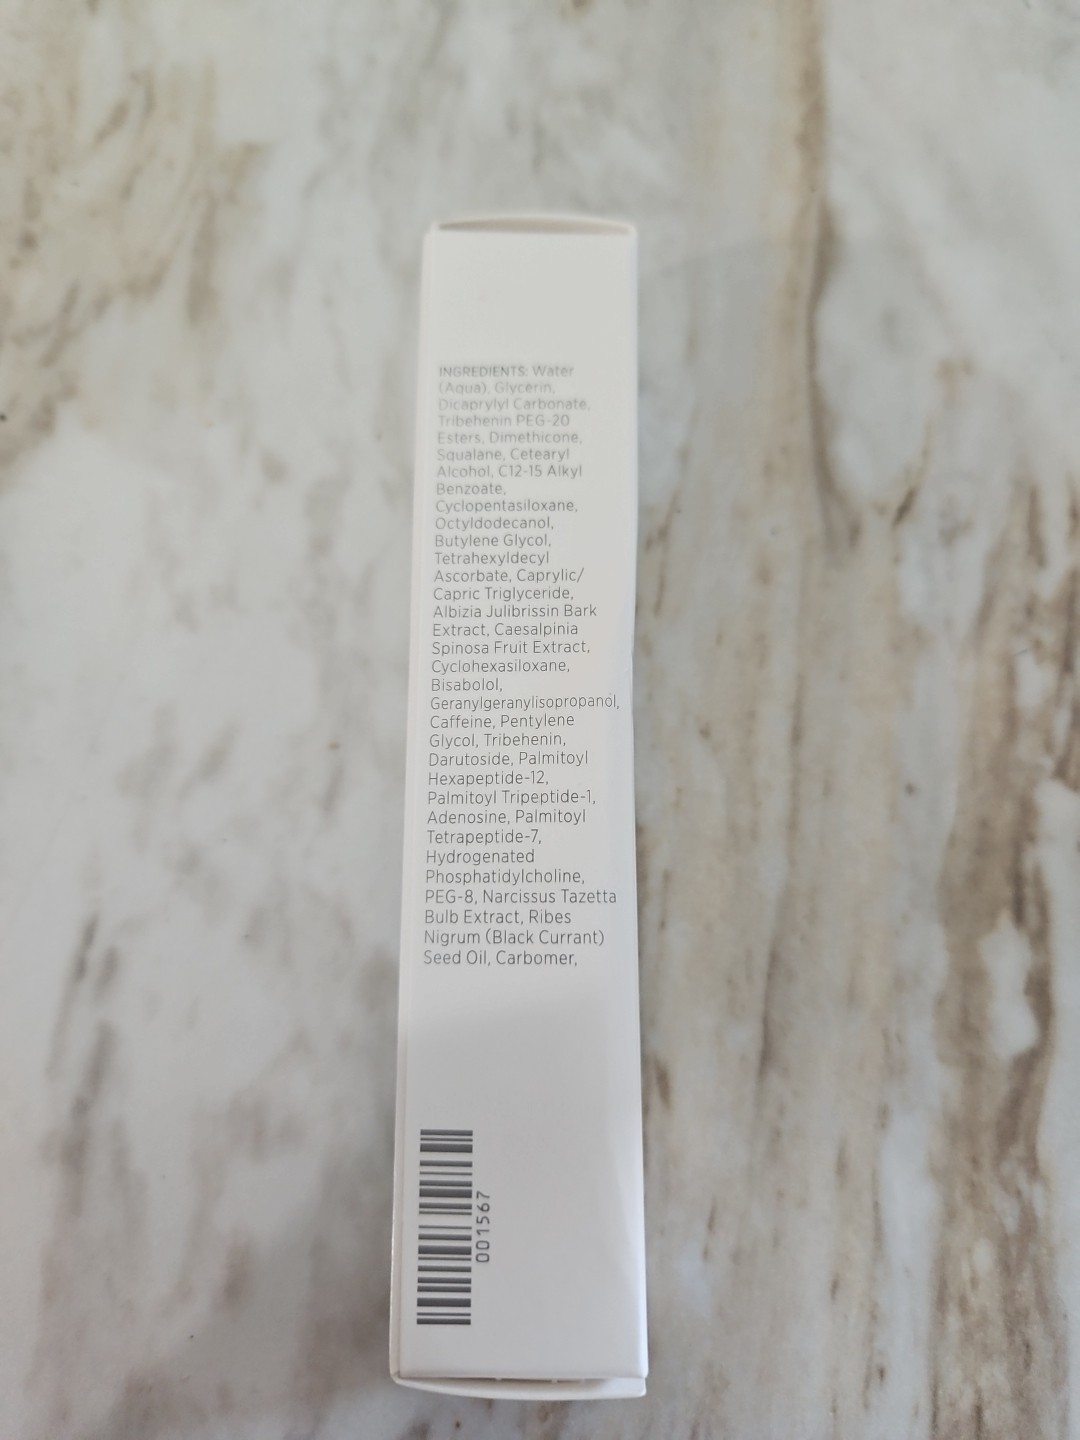 INGREDIENTS: Water
(Aqua), Glycerin,
Dicaprylyl Carbonate,
Tribehenin PEG-20
Esters, Dimethicone,
Squalane, Cetearyl
Alcohol, C12-15 Alkyl
Benzoate,
Cyclopentasiloxane,
Octyldodecanol,
Butylene Glycol,
Tetrahexyldecyl
Ascorbate, Caprylic/
Capric Triglyceride,
Albizia Julibrissin Bark
Extract, Caesalpinia
Spinosa Fruit Extract,
Cyclohexasiloxane,
Bisabolol,
Geranylgeranylisopropanol,
Caffeine, Pentylene
Glycol, Tribehenin,
Darutoside, Palmitoyl
Hexapeptide-12,
Palmitoyl Tripeptide-1,
Adenosine, Palmitoyl
Tetrapeptide-7,
Hydrogenated
Phosphatidylcholine,
PEG-8, Narcissus Tazetta
Bulb Extract, Ribes
Nigrum (Black Currant)
Seed Oil, Carbomer,
001567